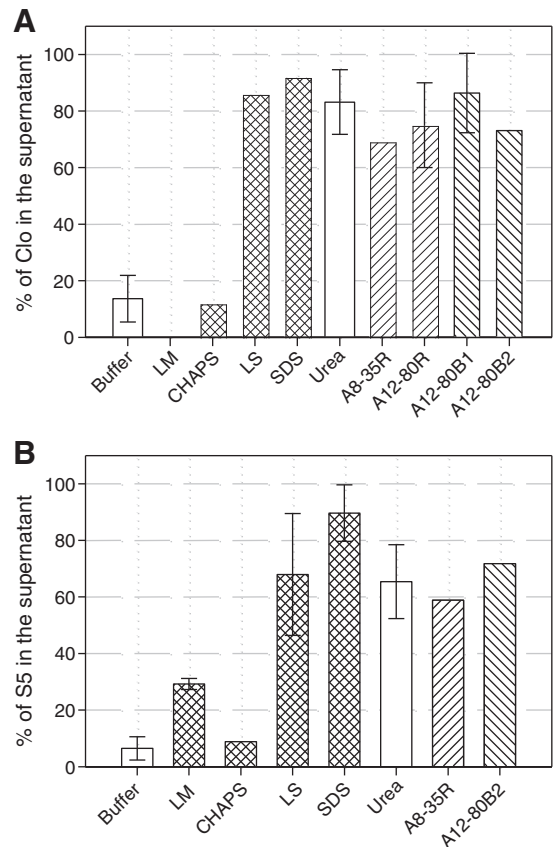 A
% of Clo in the supernatant
100
80
60
40
20
0
Buffer
LM
CHAPS
LS
SDS
Urea
A8-35R
A12-80R
A12-80B1
A12-80B2
B
% of S5 in the supernatant
100
80
60
40
20
0
Buffer
LM
CHAPS
LS
SDS
Urea
A8-35R
A12-80B2